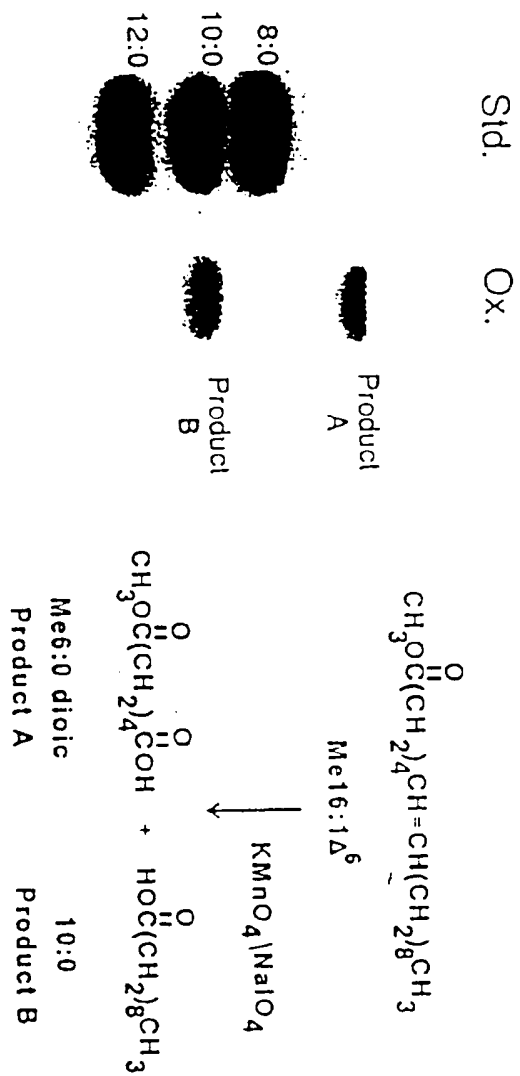 Std. Ox.
8:0
10:0
12:0
Product
A
Product
B
O
CH₃OC(CH₂)₄CH=CH(CH₂)₈CH₃
Me16:1Δ⁶
KMnO₄\NaIO₄
O O O
CH₃OC(CH₂)₄COH + HOC(CH₂)₈CH₃
Me6:0 dioic 10:0
Product A Product B